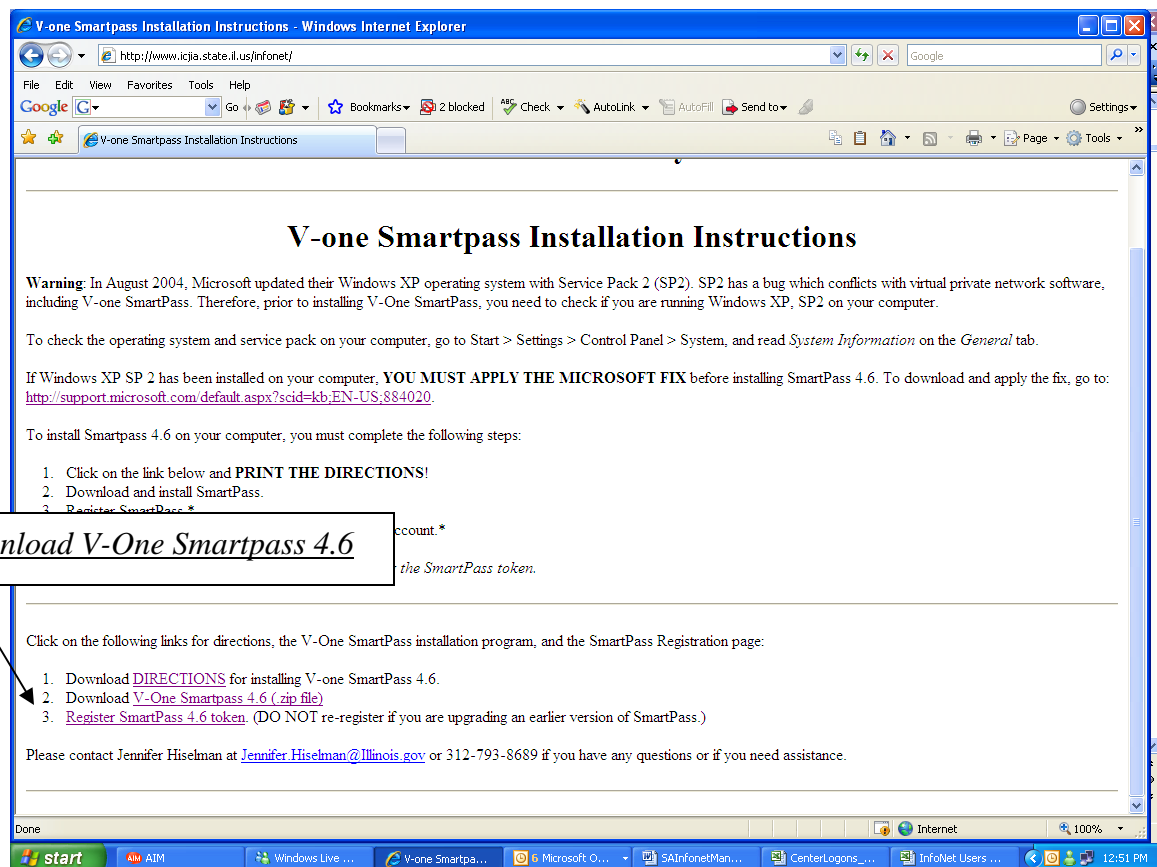 V-one Smartpass Installation Instructions - Windows Internet Explorer
http://www.icjia.state.il.us/infonet/
Google
File Edit View Favorites Tools Help
Google G Go Bookmarks 2 blocked ABC Check AutoLink AutoFill Send to Settings
V-one Smartpass Installation Instructions Page Tools »
V-one Smartpass Installation Instructions
Warning: In August 2004, Microsoft updated their Windows XP operating system with Service Pack 2 (SP2). SP2 has a bug which conflicts with virtual private network software,
including V-one SmartPass. Therefore, prior to installing V-One SmartPass, you need to check if you are running Windows XP, SP2 on your computer.
To check the operating system and service pack on your computer, go to Start > Settings > Control Panel > System, and read System Information on the General tab.
If Windows XP SP 2 has been installed on your computer, YOU MUST APPLY THE MICROSOFT FIX before installing SmartPass 4.6. To download and apply the fix, go to:
http://support.microsoft.com/default.aspx?scid=kb;EN-US;884020.
To install Smartpass 4.6 on your computer, you must complete the following steps:
1. Click on the link below and PRINT THE DIRECTIONS!
2. Download and install SmartPass.
3. Register SmartPass.*
ccount.*
nload V-One Smartpass 4.6
the SmartPass token.
Click on the following links for directions, the V-One SmartPass installation program, and the SmartPass Registration page:
1. Download DIRECTIONS for installing V-one SmartPass 4.6.
2. Download V-One Smartpass 4.6 (.zip file)
3. Register SmartPass 4.6 token. (DO NOT re-register if you are upgrading an earlier version of SmartPass.)
Please contact Jennifer Hiselman at Jennifer.Hiselman@Illinois.gov or 312-793-8689 if you have any questions or if you need assistance.
Done Internet 100%
start AIM Windows Live ... V-one Smartpa... 6 Microsoft O... SAInfonetMan... CenterLogons_... InfoNet Users ... 12:51 PM